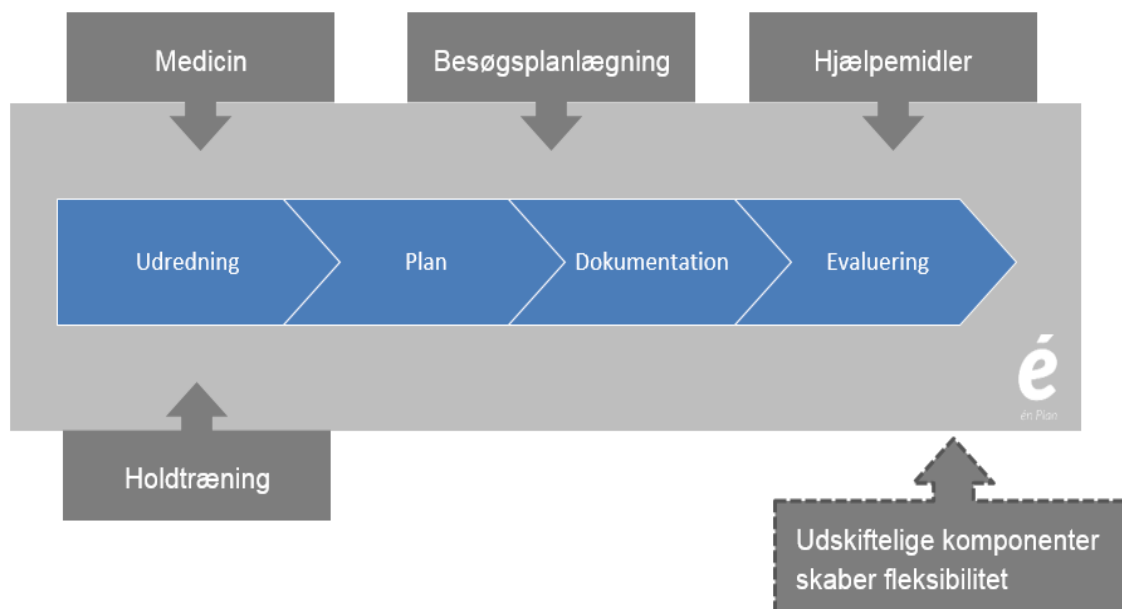 Medicin
Besøgsplanlægning
Hjælpemidler
Udredning
Plan
Dokumentation
Evaluering
é
én Plan
Holdtræning
Udskiftelige komponenter
skaber fleksibilitet